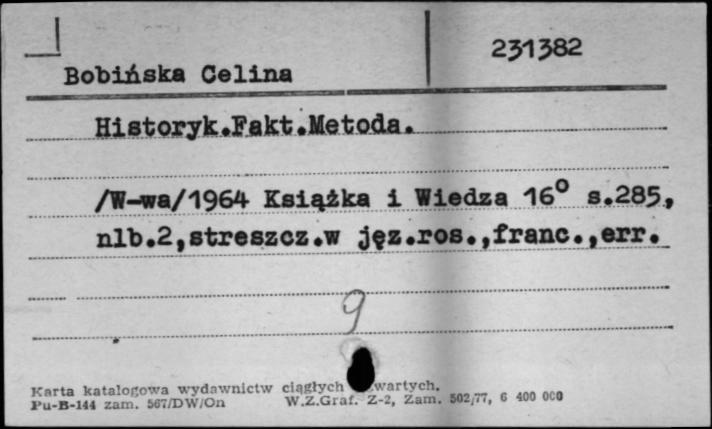 231382
Bobińska Celina
Historyk.Fakt.Metoda.
/W-wa/1964 Książka i Wiedza 16° s.285,
nlb.2,streszcz.w jęz.ros.,franc.,err.
9
Karta katalogowa wydawnictw ciągłych
Pu-B-144 zam. 567/DW/On W.Z.Graf. Z-2, Zam. 502/77, 6 400 000